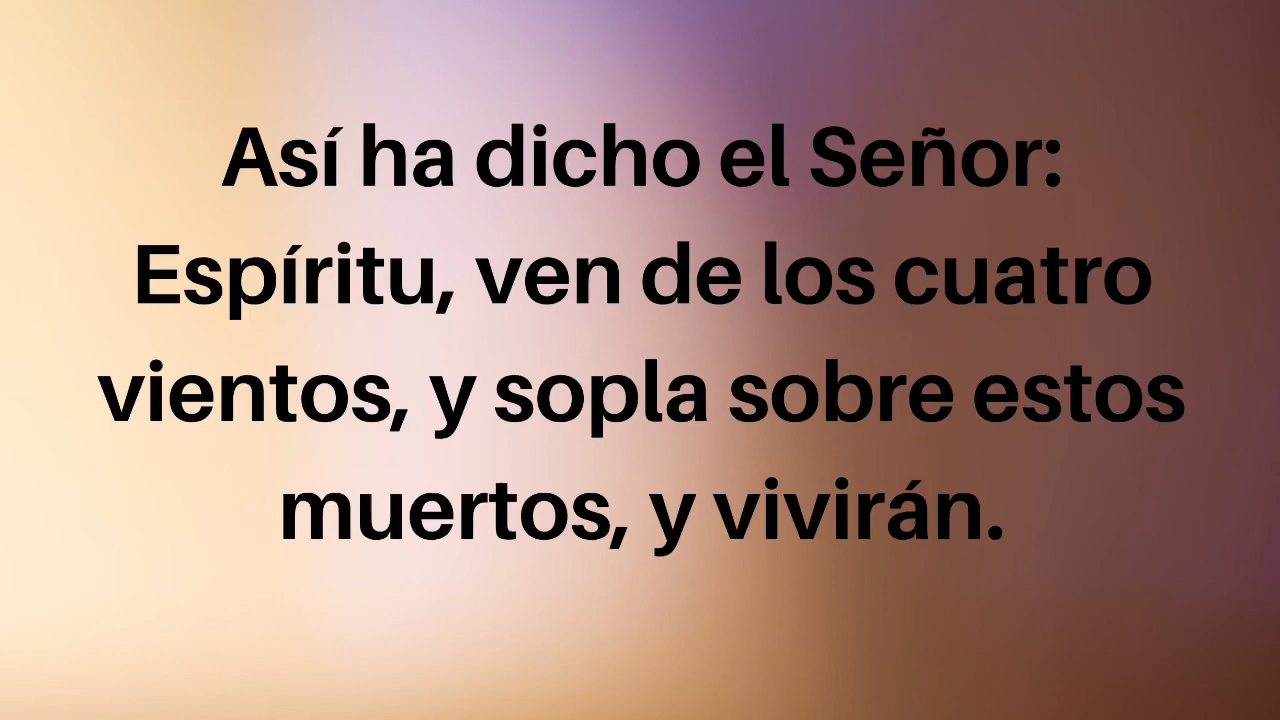 Así ha dicho el Señor:
Espíritu, ven de los cuatro
vientos, y sopla sobre estos
muertos, y vivirán.